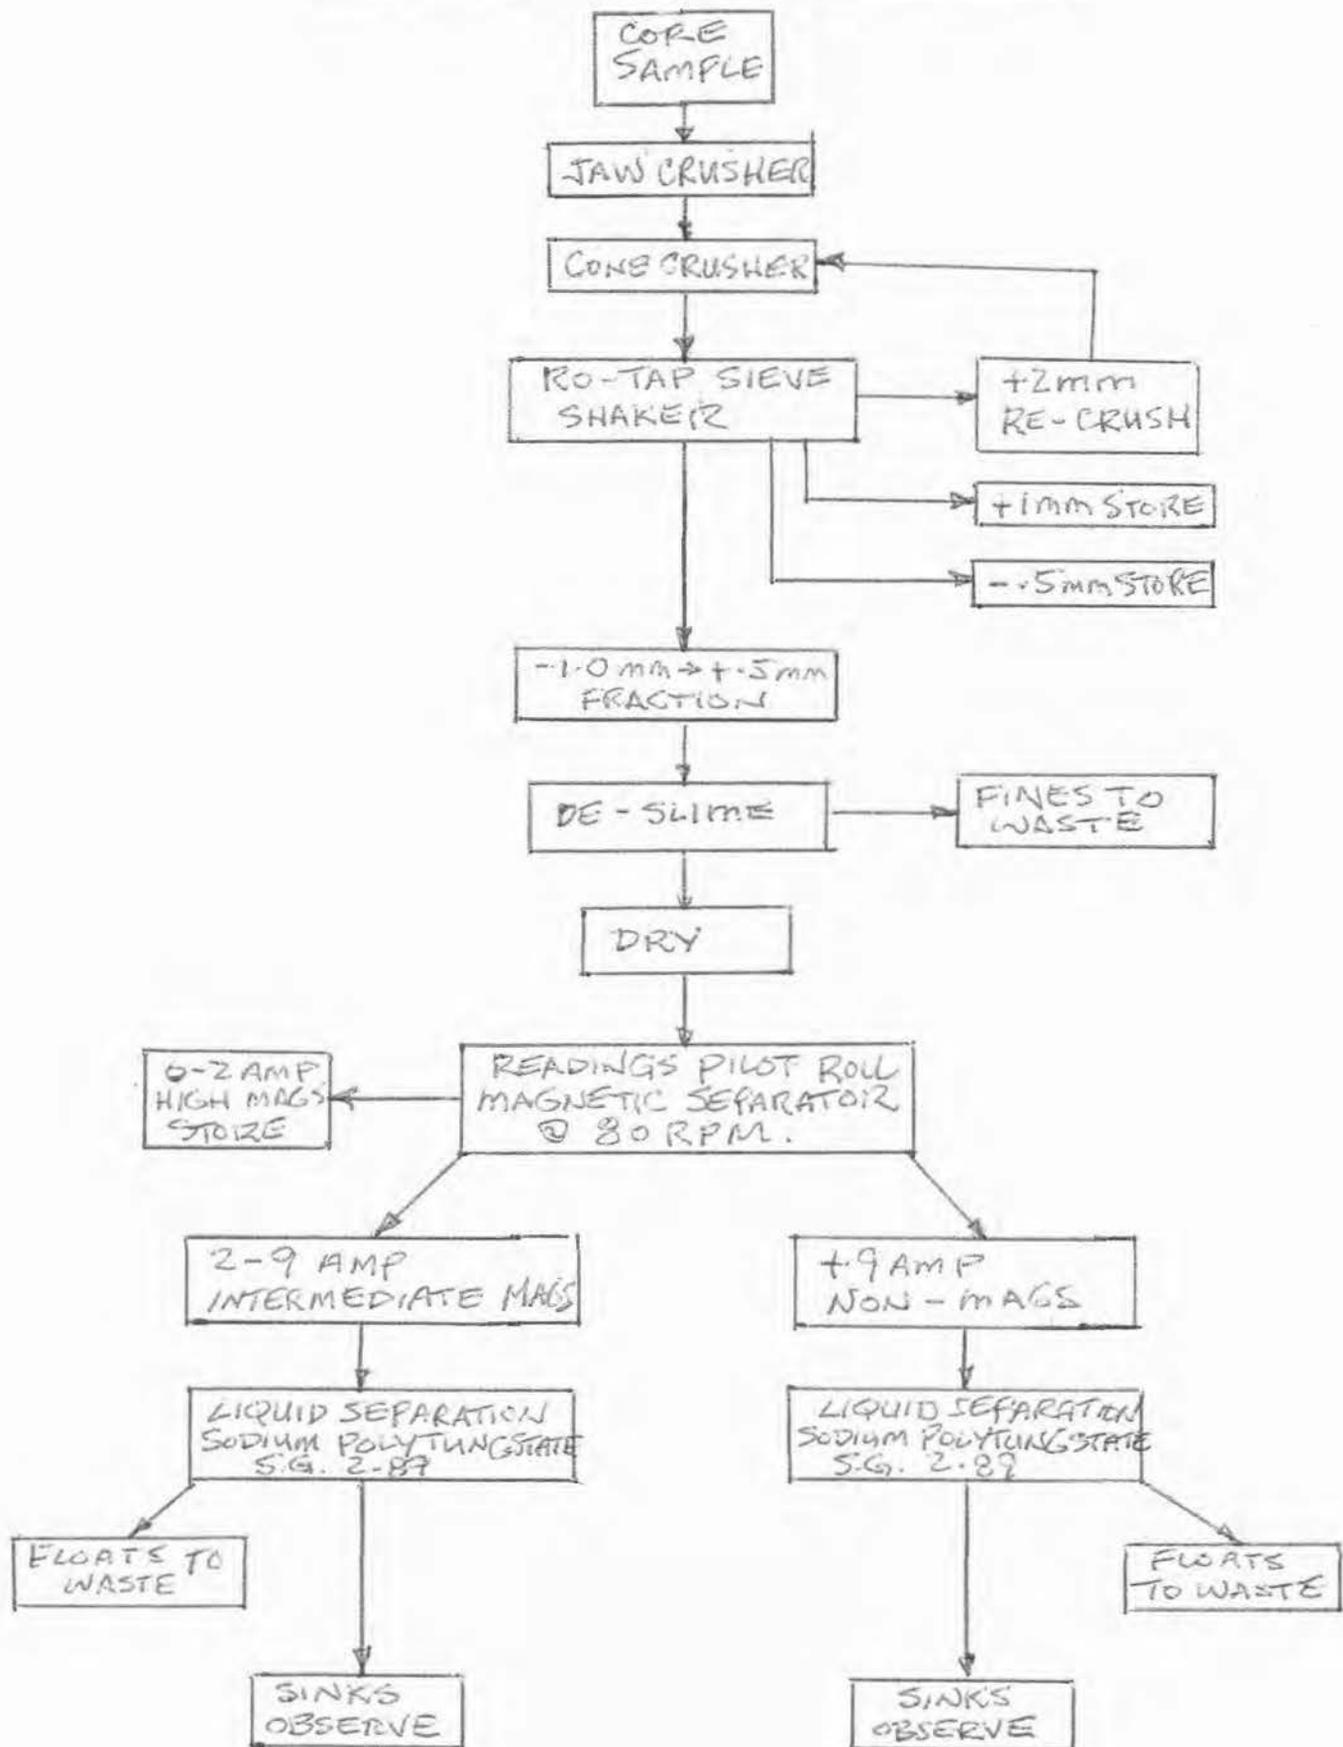 CORE
SAMPLE
JAW CRUSHER
CONE CRUSHER
RO-TAP SIEVE
SHAKER
+2mm
RE-CRUSH
+1mm STORE
-.5mm STORE
-1.0mm→+.5mm
FRACTION
DE-SLIME
FINES TO
WASTE
DRY
0-2 AMP
HIGH MAGS
STORE
READINGS PILOT ROLL
MAGNETIC SEPARATOR
@ 80 RPM.
2-9 AMP
INTERMEDIATE MAGS
+9 AMP
NON-MAGS
LIQUID SEPARATION
SODIUM POLYTUNGSTATE
S.G. 2.89
LIQUID SEPARATION
SODIUM POLYTUNGSTATE
S.G. 2.89
FLOATS TO
WASTE
FLOATS
TO WASTE
SINKS
OBSERVE
SINKS
OBSERVE